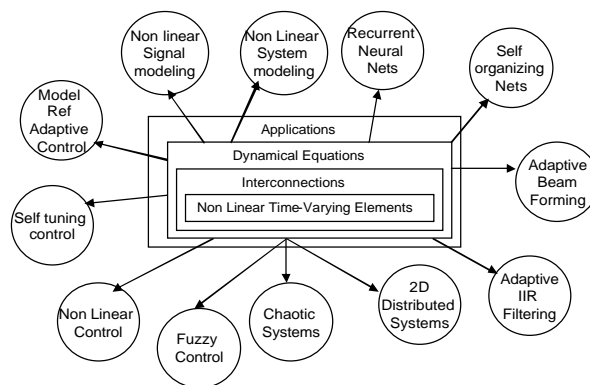 Non linear
Signal modeling
Non Linear
System modeling
Recurrent
Neural
Nets
Self
organizing
Nets
Model
Ref
Adaptive
Control
Applications
Dynamical Equations
Interconnections
Non Linear Time-Varying Elements
Adaptive
Beam
Forming
Self tuning
control
Non Linear
Control
Fuzzy
Control
Chaotic
Systems
2D
Distributed
Systems
Adaptive
IIR
Filtering